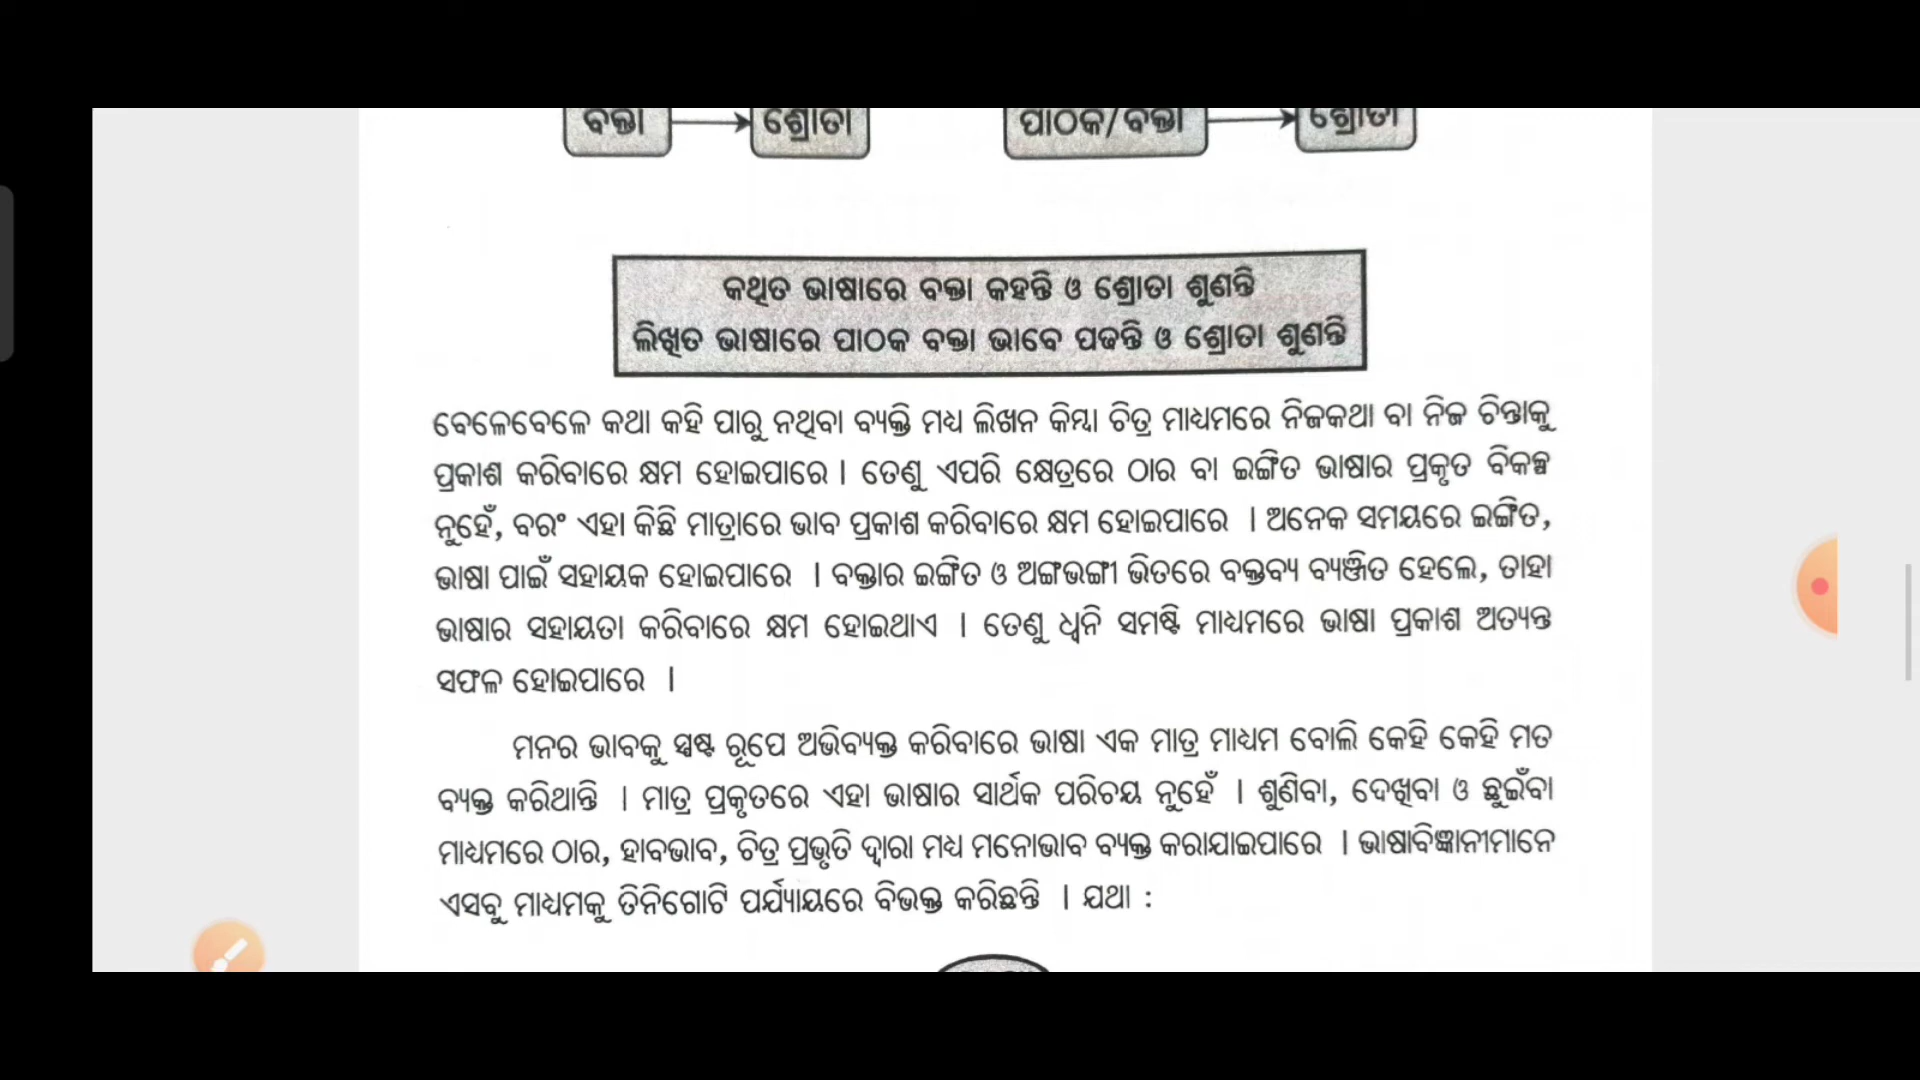 ବକ୍ତା → ଶ୍ରୋତା ପାଠକ/ବକ୍ତା → ଶ୍ରୋତା
କଥିତ ଭାଷାରେ ବକ୍ତା କହନ୍ତି ଓ ଶ୍ରୋତା ଶୁଣନ୍ତି
ଲିଖିତ ଭାଷାରେ ପାଠକ ବକ୍ତା ଭାବେ ପଢନ୍ତି ଓ ଶ୍ରୋତା ଶୁଣନ୍ତି
ବେଳେବେଳେ କଥା କହି ପାରୁ ନଥିବା ବ୍ୟକ୍ତି ମଧ୍ୟ ଲିଖନ କିମ୍ବା ଚିତ୍ର ମାଧ୍ୟମରେ ନିଜକଥା ବା ନିଜ ଚିନ୍ତାକୁ
ପ୍ରକାଶ କରିବାରେ କ୍ଷମ ହୋଇପାରେ । ତେଣୁ ଏପରି କ୍ଷେତ୍ରରେ ଠାର ବା ଇଙ୍ଗିତ ଭାଷାର ପ୍ରକୃତ ବିକଳ୍ପ
ନୁହେଁ, ବରଂ ଏହା କିଛି ମାତ୍ରାରେ ଭାବ ପ୍ରକାଶ କରିବାରେ କ୍ଷମ ହୋଇପାରେ । ଅନେକ ସମୟରେ ଇଙ୍ଗିତ,
ଭାଷା ପାଇଁ ସହାୟକ ହୋଇପାରେ । ବକ୍ତାର ଇଙ୍ଗିତ ଓ ଅଙ୍ଗଭଙ୍ଗୀ ଭିତରେ ବକ୍ତବ୍ୟ ବ୍ୟଞ୍ଜିତ ହେଲେ, ତାହା
ଭାଷାର ସହାୟତା କରିବାରେ କ୍ଷମ ହୋଇଥାଏ । ତେଣୁ ଧ୍ୱନି ସମଷ୍ଟି ମାଧ୍ୟମରେ ଭାଷା ପ୍ରକାଶ ଅତ୍ୟନ୍ତ
ସଫଳ ହୋଇପାରେ ।
ମନର ଭାବକୁ ସ୍ପଷ୍ଟ ରୂପେ ଅଭିବ୍ୟକ୍ତ କରିବାରେ ଭାଷା ଏକ ମାତ୍ର ମାଧ୍ୟମ ବୋଲି କେହି କେହି ମତ
ବ୍ୟକ୍ତ କରିଥାନ୍ତି । ମାତ୍ର ପ୍ରକୃତରେ ଏହା ଭାଷାର ସାର୍ଥକ ପରିଚୟ ନୁହେଁ । ଶୁଣିବା, ଦେଖିବା ଓ ଛୁଇଁବା
ମାଧ୍ୟମରେ ଠାର, ହାବଭାବ, ଚିତ୍ର ପ୍ରଭୃତି ଦ୍ୱାରା ମଧ୍ୟ ମନୋଭାବ ବ୍ୟକ୍ତ କରାଯାଇପାରେ । ଭାଷାବିଜ୍ଞାନୀମାନେ
ଏସବୁ ମାଧ୍ୟମକୁ ତିନିଗୋଟି ପର୍ଯ୍ୟାୟରେ ବିଭକ୍ତ କରିଛନ୍ତି । ଯଥା :